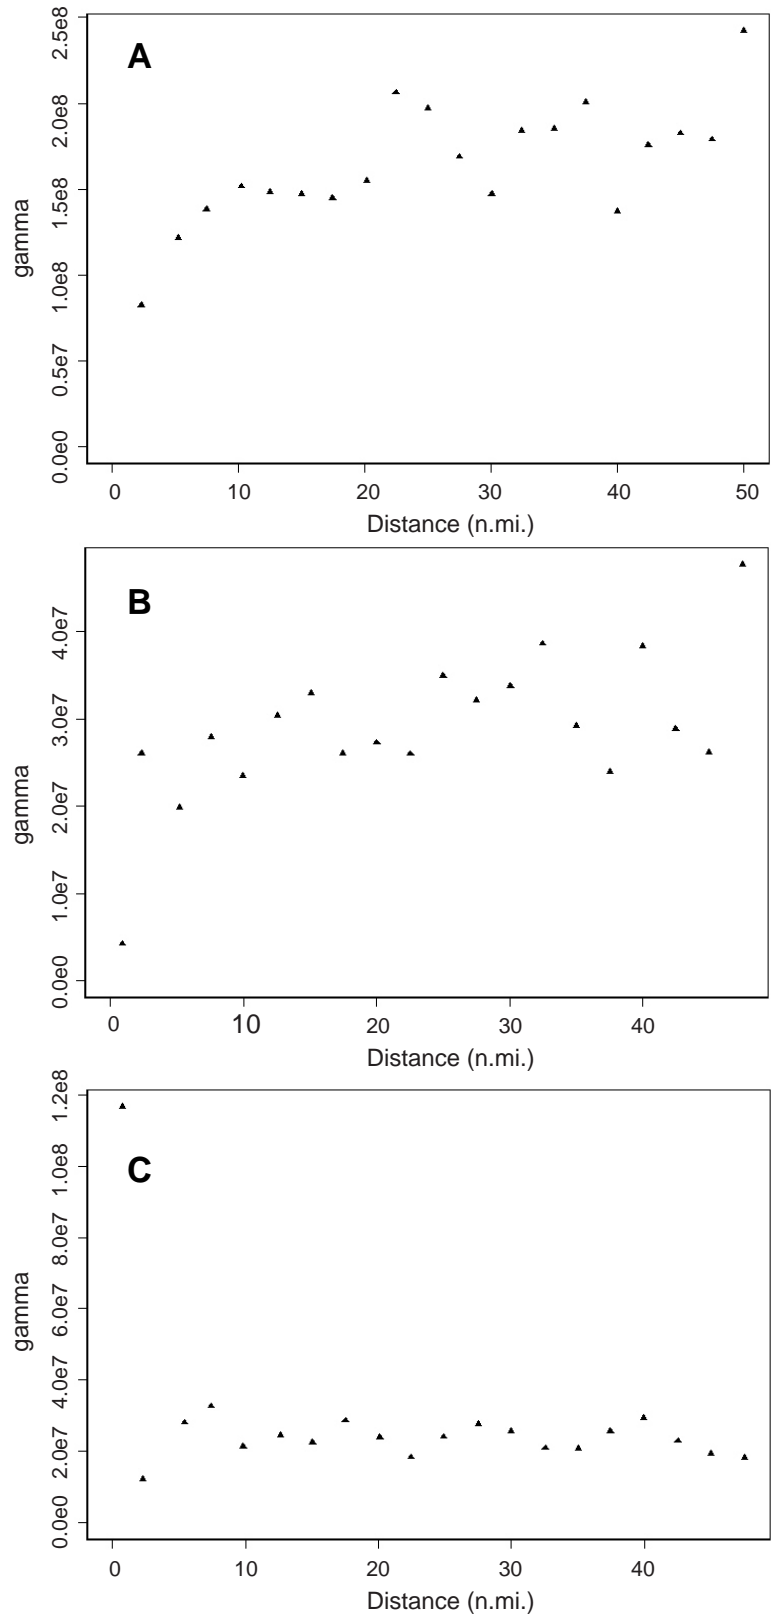 A
gamma
2.5e8
2.0e8
1.5e8
1.0e8
0.5e7
0.0e0
0 10 20 30 40 50
Distance (n.mi.)
B
gamma
4.0e7
3.0e7
2.0e7
1.0e7
0.0e0
0 10 20 30 40
Distance (n.mi.)
C
gamma
1.2e8
1.0e8
8.0e7
6.0e7
4.0e7
2.0e7
0.0e0
0 10 20 30 40
Distance (n.mi.)